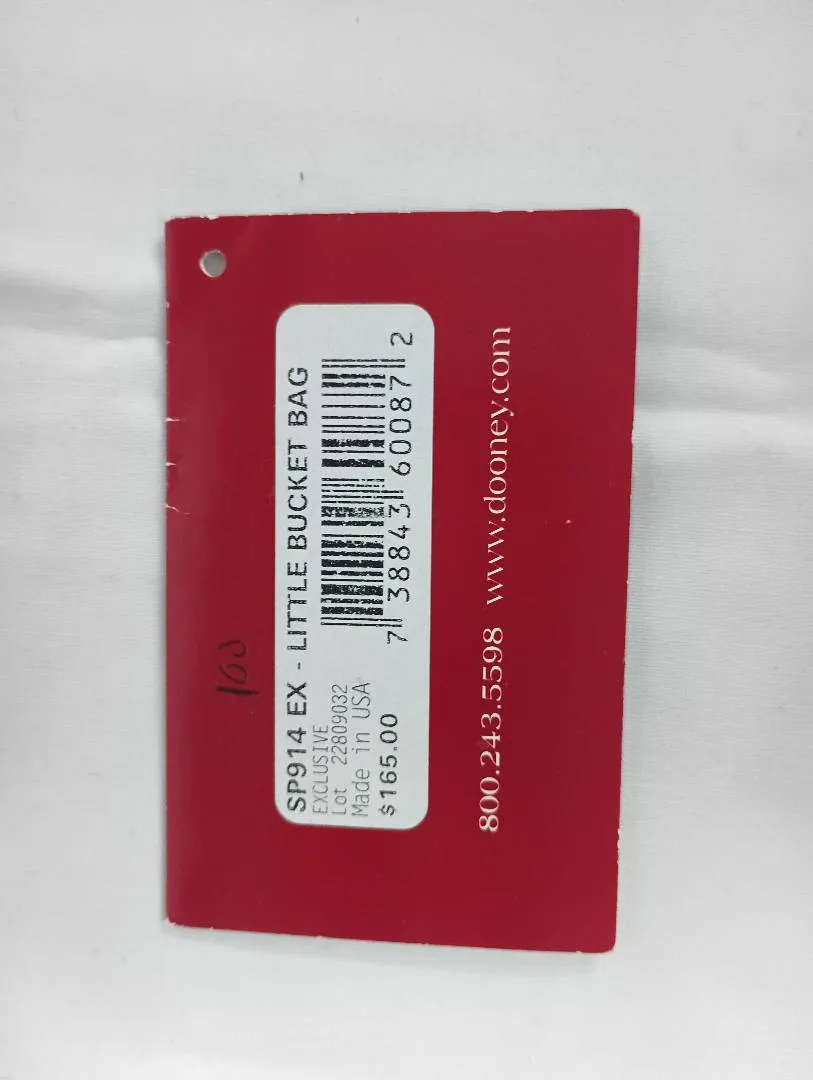 100
SP914 EX - LITTLE BUCKET BAG
EXCLUSIVE
Lot 22809032
Made in USA
$165.00
7 38843 60087 2
800.243.5598 www.dooney.com